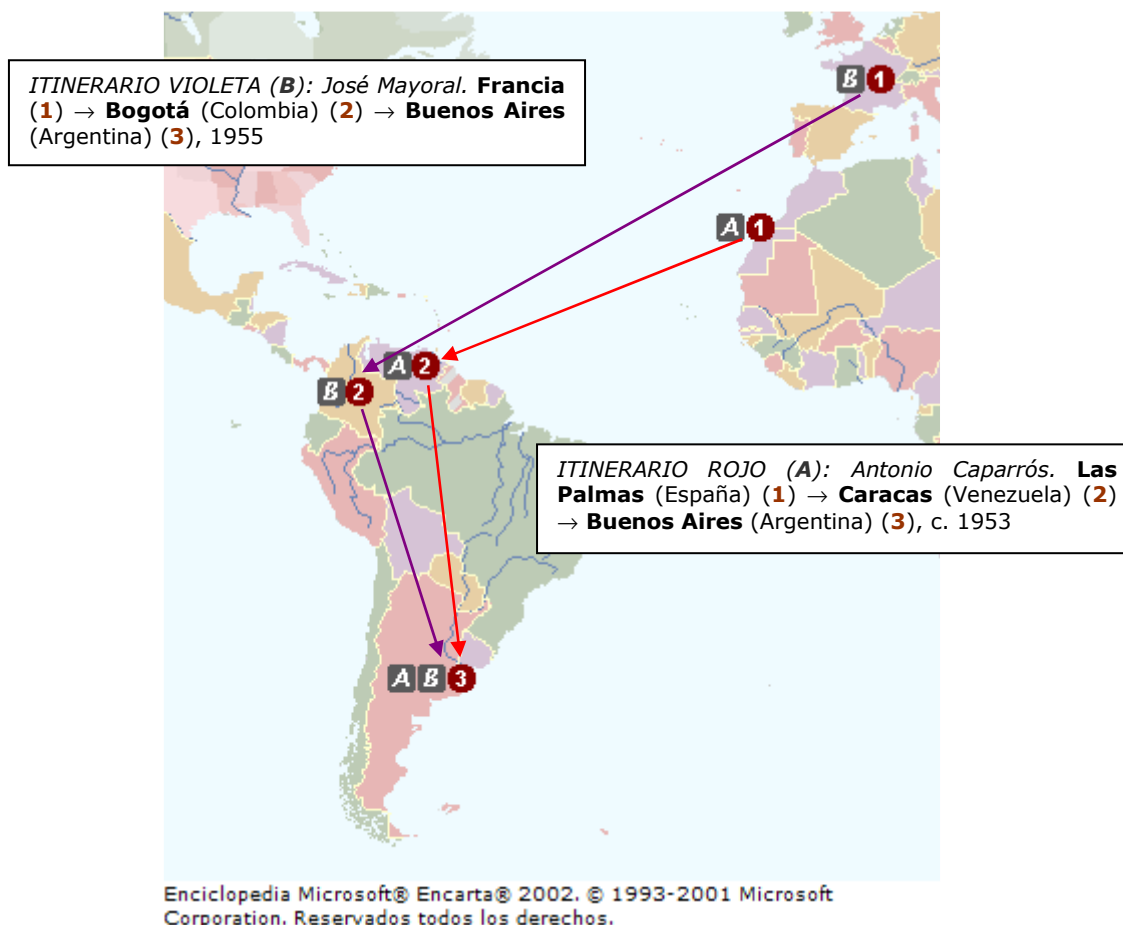 ITINERARIO VIOLETA (B): José Mayoral. Francia
(1) → Bogotá (Colombia) (2) → Buenos Aires
(Argentina) (3), 1955
B 1
A 1
A 2
B 2
ITINERARIO ROJO (A): Antonio Caparrós. Las
Palmas (España) (1) → Caracas (Venezuela) (2)
→ Buenos Aires (Argentina) (3), c. 1953
A B 3
Enciclopedia Microsoft® Encarta® 2002. © 1993-2001 Microsoft
Corporation. Reservados todos los derechos.